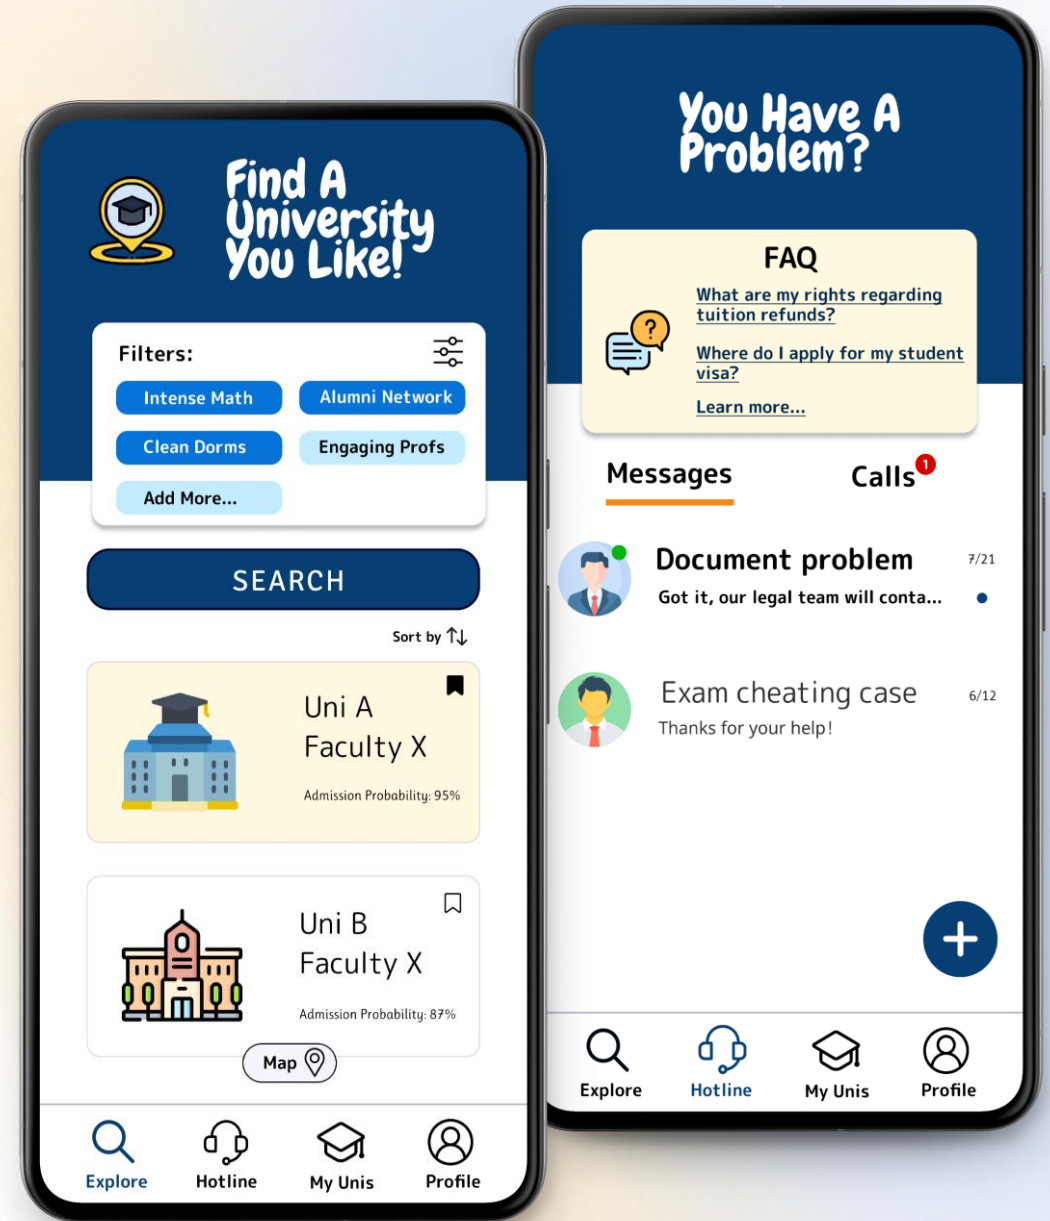 Find A
University
You Like!
Filters:
Intense Math
Alumni Network
Clean Dorms
Engaging Profs
Add More...
SEARCH
Sort by
Uni A
Faculty X
Admission Probability: 95%
Uni B
Faculty X
Admission Probability: 87%
Map
Explore
Hotline
My Unis
Profile
You Have A
Problem?
FAQ
?
What are my rights regarding
tuition refunds?
Where do I apply for my student
visa?
Learn more...
Messages
Calls
1
Document problem
7/21
Got it, our legal team will conta...
Exam cheating case
6/12
Thanks for your help!
Explore
Hotline
My Unis
Profile